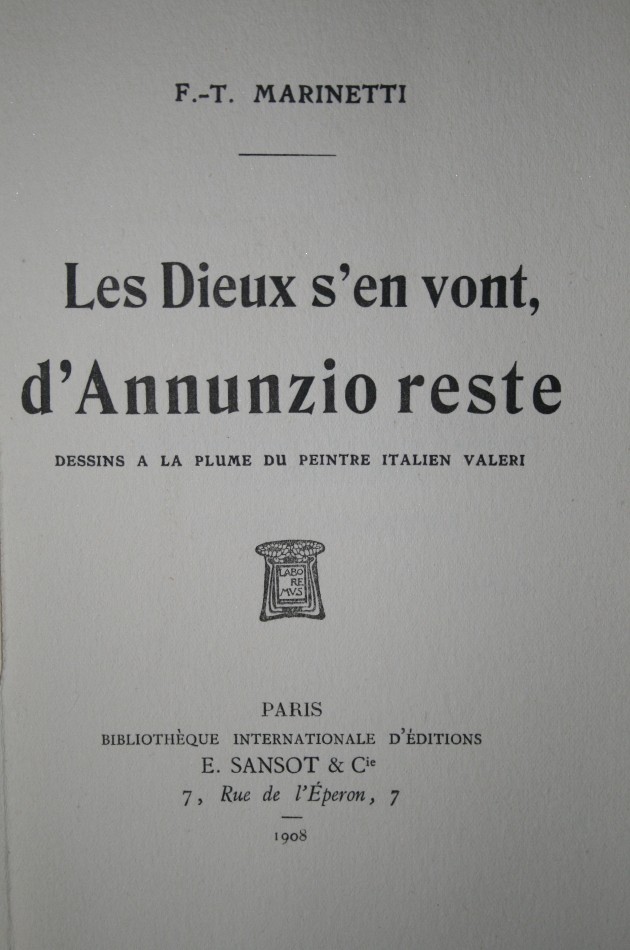 F.-T. MARINETTI
Les Dieux s'en vont,
d'Annunzio reste
DESSINS A LA PLUME DU PEINTRE ITALIEN VALERI
LABO
RE
MVS
PARIS
BIBLIOTHÈQUE INTERNATIONALE D'ÉDITIONS
E. SANSOT & Cie
7, Rue de l'Éperon, 7
1908